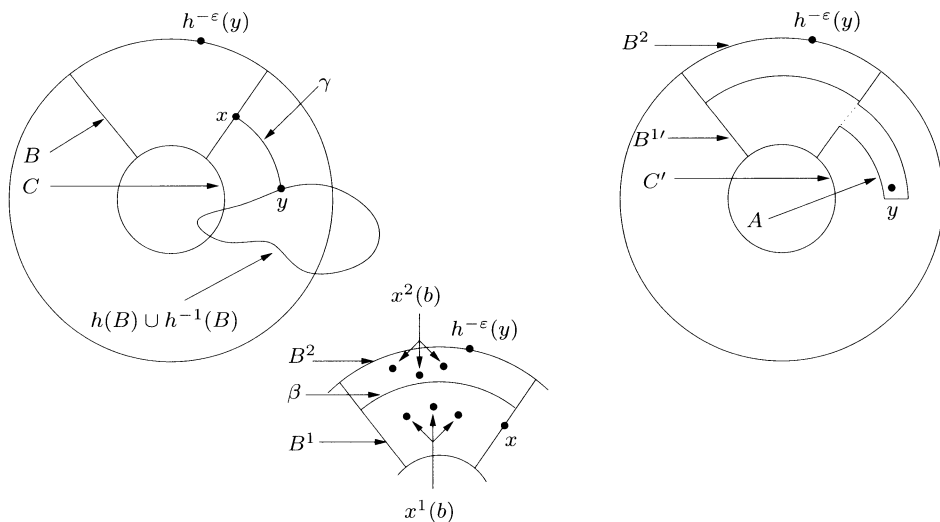 h^{-ε}(y)
γ
x
B
C
y
h(B) ∪ h^{-1}(B)
h^{-ε}(y)
B^2
B^{1'}
C'
A
y
x^2(b)
h^{-ε}(y)
B^2
β
B^1
x
x^1(b)